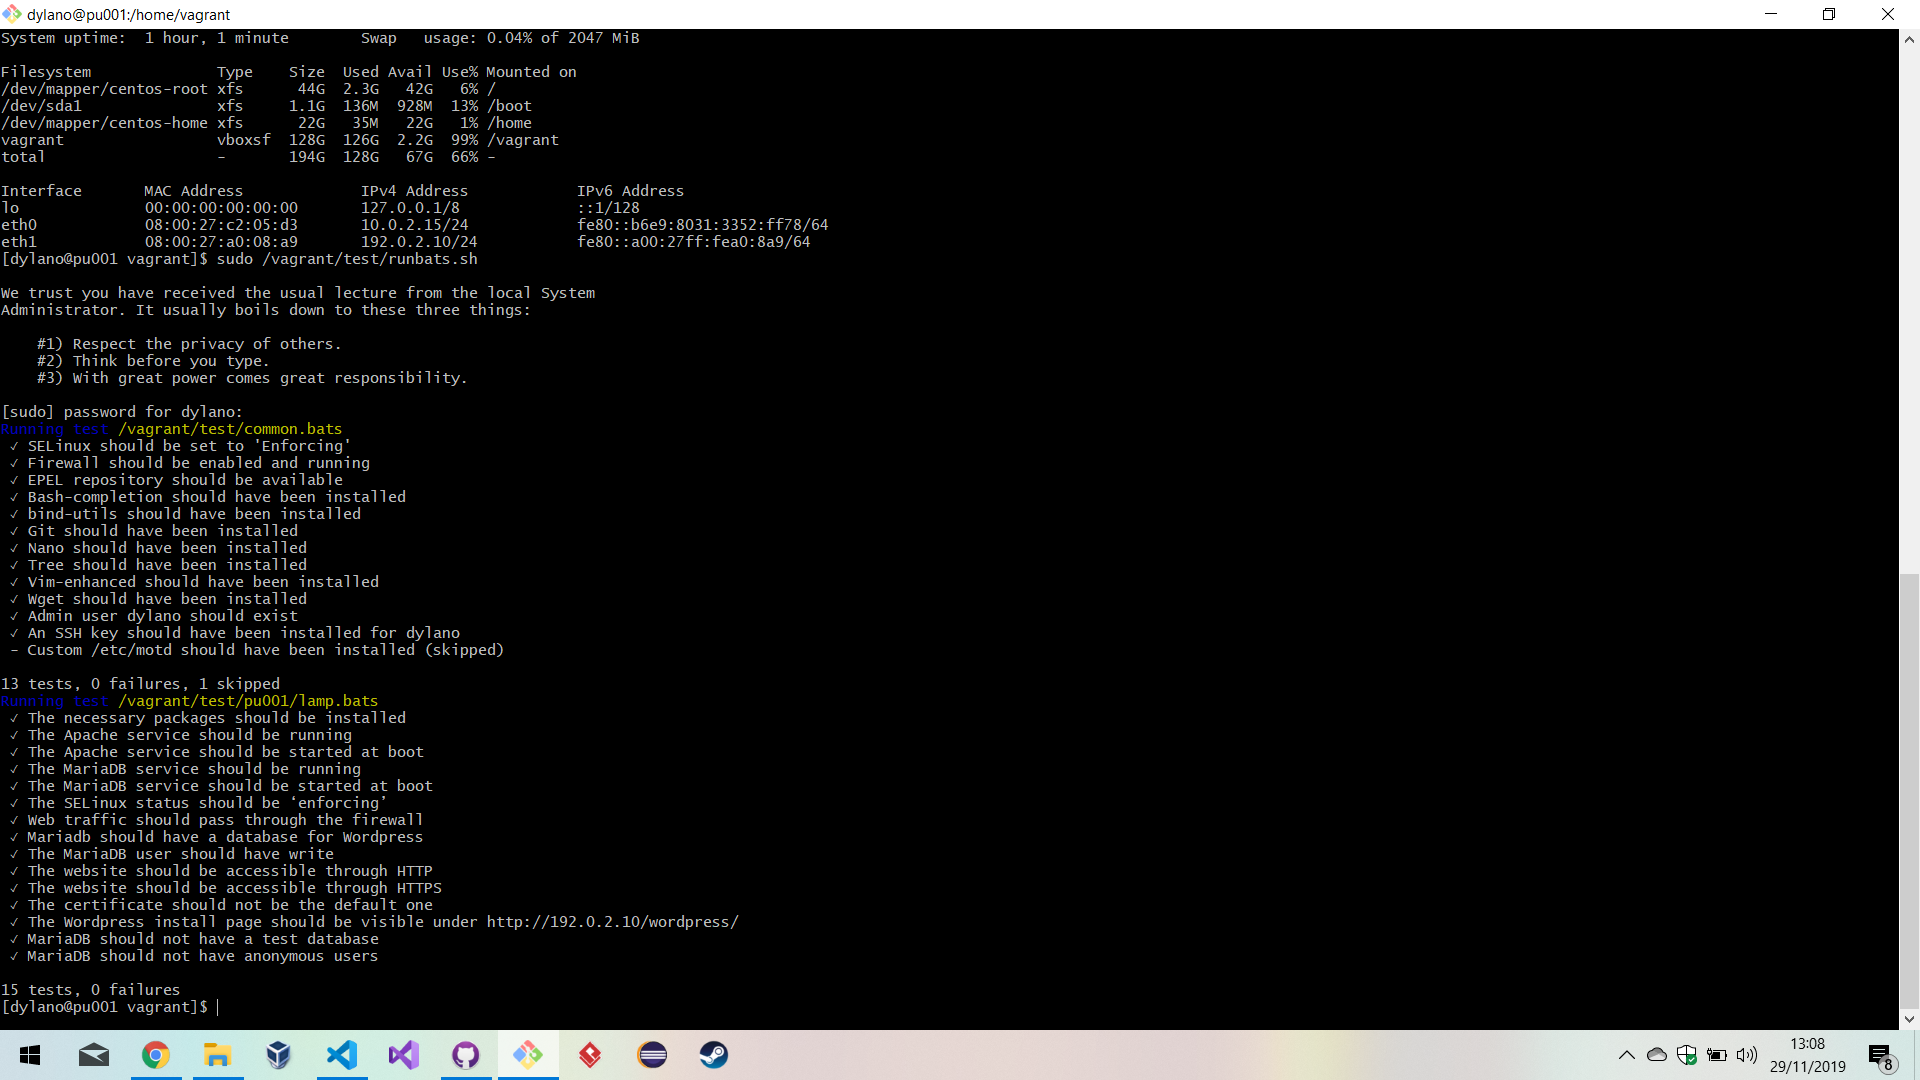 dylano@pu001:/home/vagrant
System uptime:  1 hour, 1 minute        Swap   usage: 0.04% of 2047 MiB
Filesystem              Type    Size  Used Avail Use% Mounted on
/dev/mapper/centos-root xfs      44G  2.3G   42G   6% /
/dev/sda1               xfs     1.1G  136M  928M  13% /boot
/dev/mapper/centos-home xfs      22G   35M   22G   1% /home
vagrant                 vboxsf  128G  126G  2.2G  99% /vagrant
total                   -       194G  128G   67G  66% -
Interface       MAC Address             IPv4 Address            IPv6 Address
lo              00:00:00:00:00:00       127.0.0.1/8             ::1/128
eth0            08:00:27:c2:05:d3       10.0.2.15/24            fe80::b6e9:8031:3352:ff78/64
eth1            08:00:27:a0:08:a9       192.0.2.10/24           fe80::a00:27ff:fea0:8a9/64
[dylano@pu001 vagrant]$ sudo /vagrant/test/runbats.sh
We trust you have received the usual lecture from the local System
Administrator. It usually boils down to these three things:
#1) Respect the privacy of others.
#2) Think before you type.
#3) With great power comes great responsibility.
[sudo] password for dylano:
Running test /vagrant/test/common.bats
✓ SELinux should be set to 'Enforcing'
✓ Firewall should be enabled and running
✓ EPEL repository should be available
✓ Bash-completion should have been installed
✓ bind-utils should have been installed
✓ Git should have been installed
✓ Nano should have been installed
✓ Tree should have been installed
✓ Vim-enhanced should have been installed
✓ Wget should have been installed
✓ Admin user dylano should exist
✓ An SSH key should have been installed for dylano
- Custom /etc/motd should have been installed (skipped)
13 tests, 0 failures, 1 skipped
Running test /vagrant/test/pu001/lamp.bats
✓ The necessary packages should be installed
✓ The Apache service should be running
✓ The Apache service should be started at boot
✓ The MariaDB service should be running
✓ The MariaDB service should be started at boot
✓ The SELinux status should be ‘enforcing’
✓ Web traffic should pass through the firewall
✓ Mariadb should have a database for Wordpress
✓ The MariaDB user should have write
✓ The website should be accessible through HTTP
✓ The website should be accessible through HTTPS
✓ The certificate should not be the default one
✓ The Wordpress install page should be visible under http://192.0.2.10/wordpress/
✓ MariaDB should not have a test database
✓ MariaDB should not have anonymous users
15 tests, 0 failures
[dylano@pu001 vagrant]$
13:08
29/11/2019
8